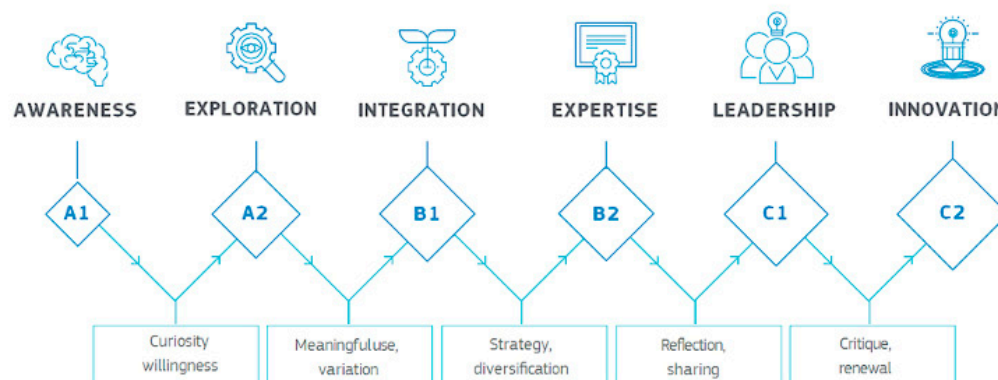 AWARENESS
EXPLORATION
INTEGRATION
EXPERTISE
LEADERSHIP
INNOVATION
A1
A2
B1
B2
C1
C2
Curiosity
willingness
Meaningfuluse,
variation
Strategy,
diversification
Reflection,
sharing
Critique,
renewal